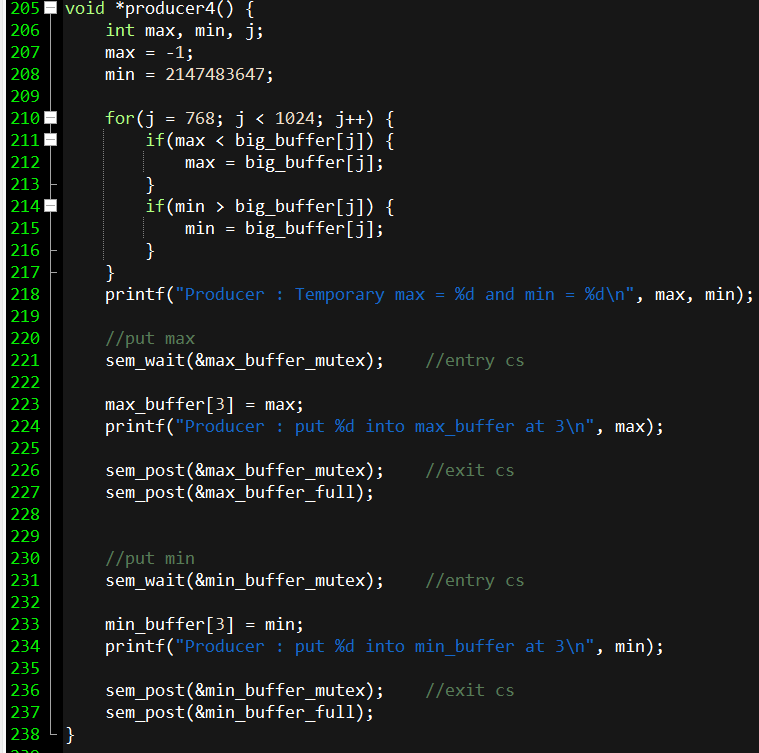 205 void *producer4() {
206     int max, min, j;
207     max = -1;
208     min = 2147483647;
209
210     for(j = 768; j < 1024; j++) {
211         if(max < big_buffer[j]) {
212             max = big_buffer[j];
213         }
214         if(min > big_buffer[j]) {
215             min = big_buffer[j];
216         }
217     }
218     printf("Producer : Temporary max = %d and min = %d\n", max, min);
219
220     //put max
221     sem_wait(&max_buffer_mutex);    //entry cs
222
223     max_buffer[3] = max;
224     printf("Producer : put %d into max_buffer at 3\n", max);
225
226     sem_post(&max_buffer_mutex);    //exit cs
227     sem_post(&max_buffer_full);
228
229
230     //put min
231     sem_wait(&min_buffer_mutex);    //entry cs
232
233     min_buffer[3] = min;
234     printf("Producer : put %d into min_buffer at 3\n", min);
235
236     sem_post(&min_buffer_mutex);    //exit cs
237     sem_post(&min_buffer_full);
238 }